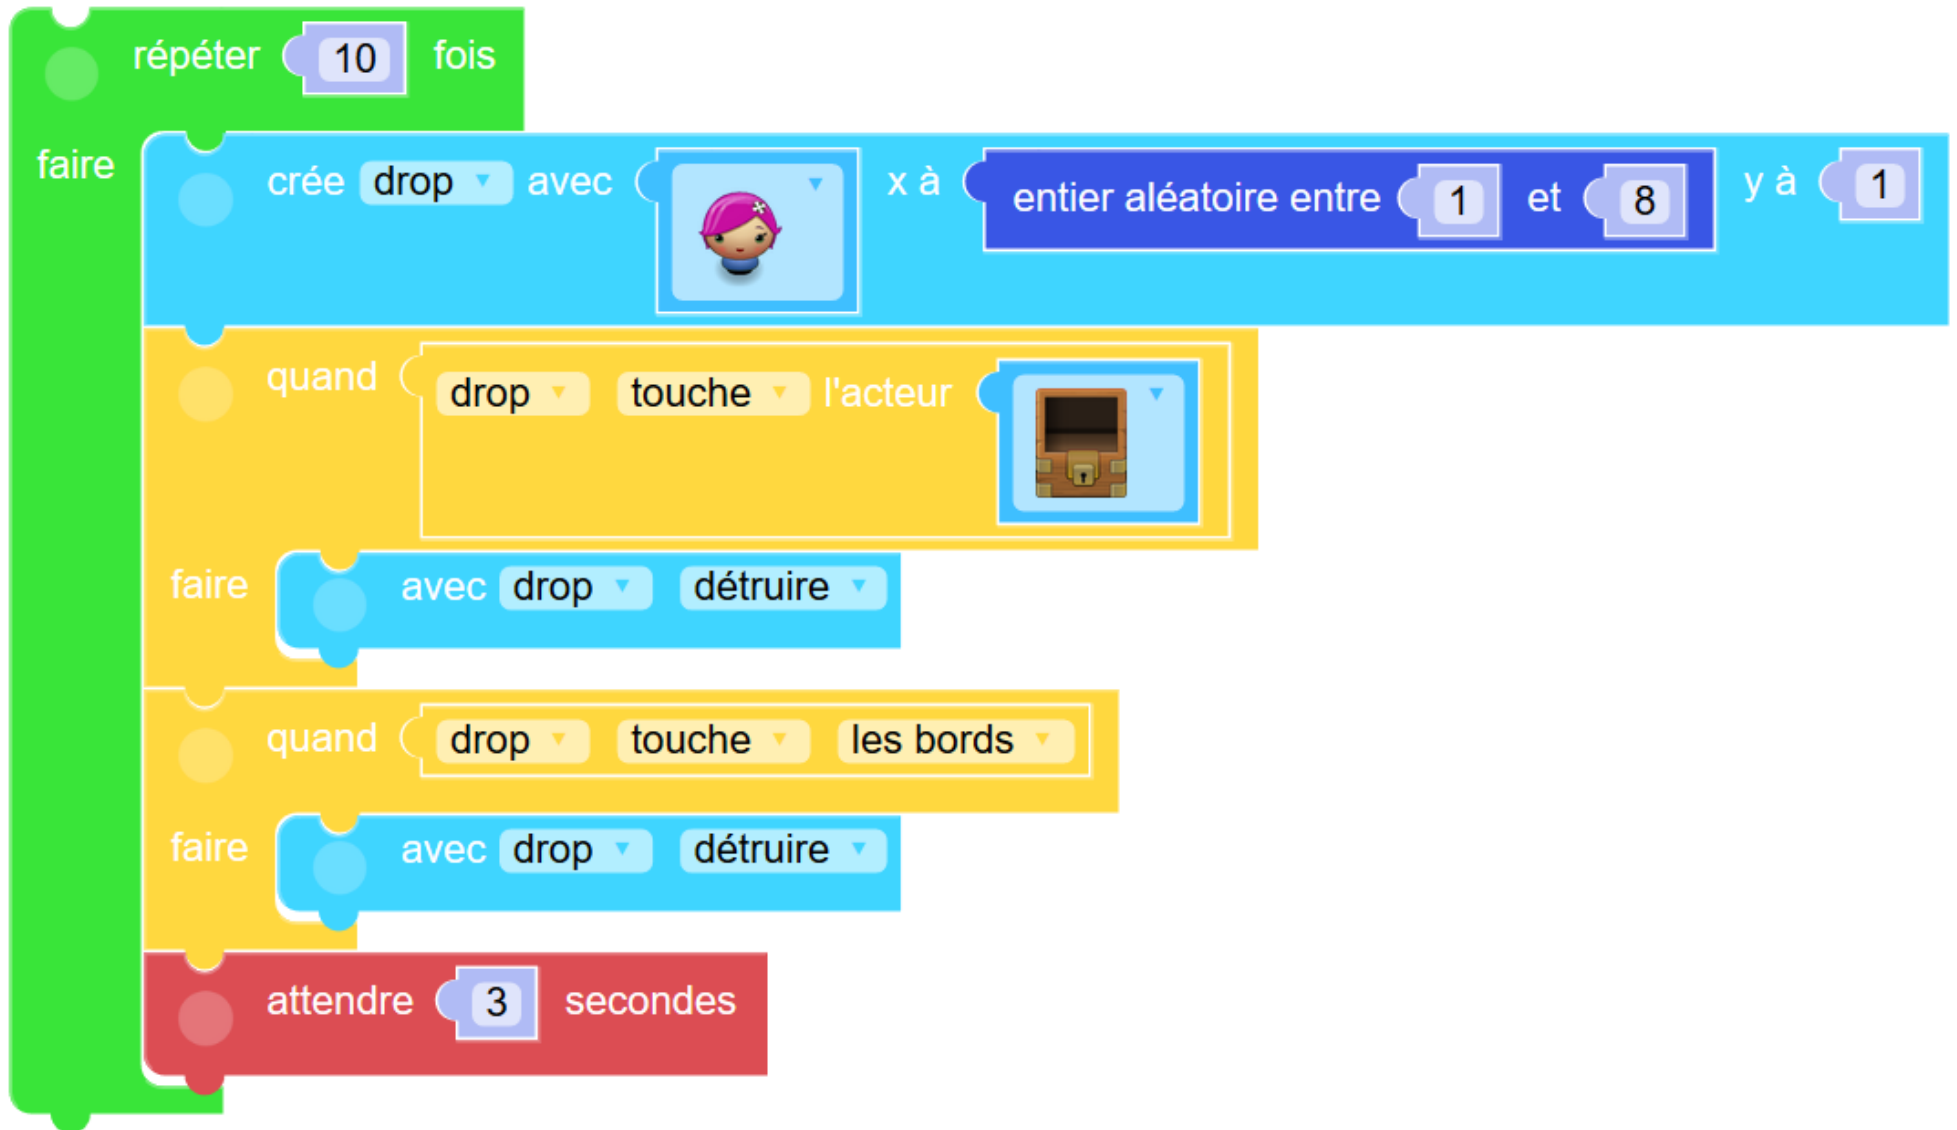 répéter 10 fois
faire
crée drop avec x à entier aléatoire entre 1 et 8 y à 1
quand drop touche l'acteur
faire avec drop détruire
quand drop touche les bords
faire avec drop détruire
attendre 3 secondes